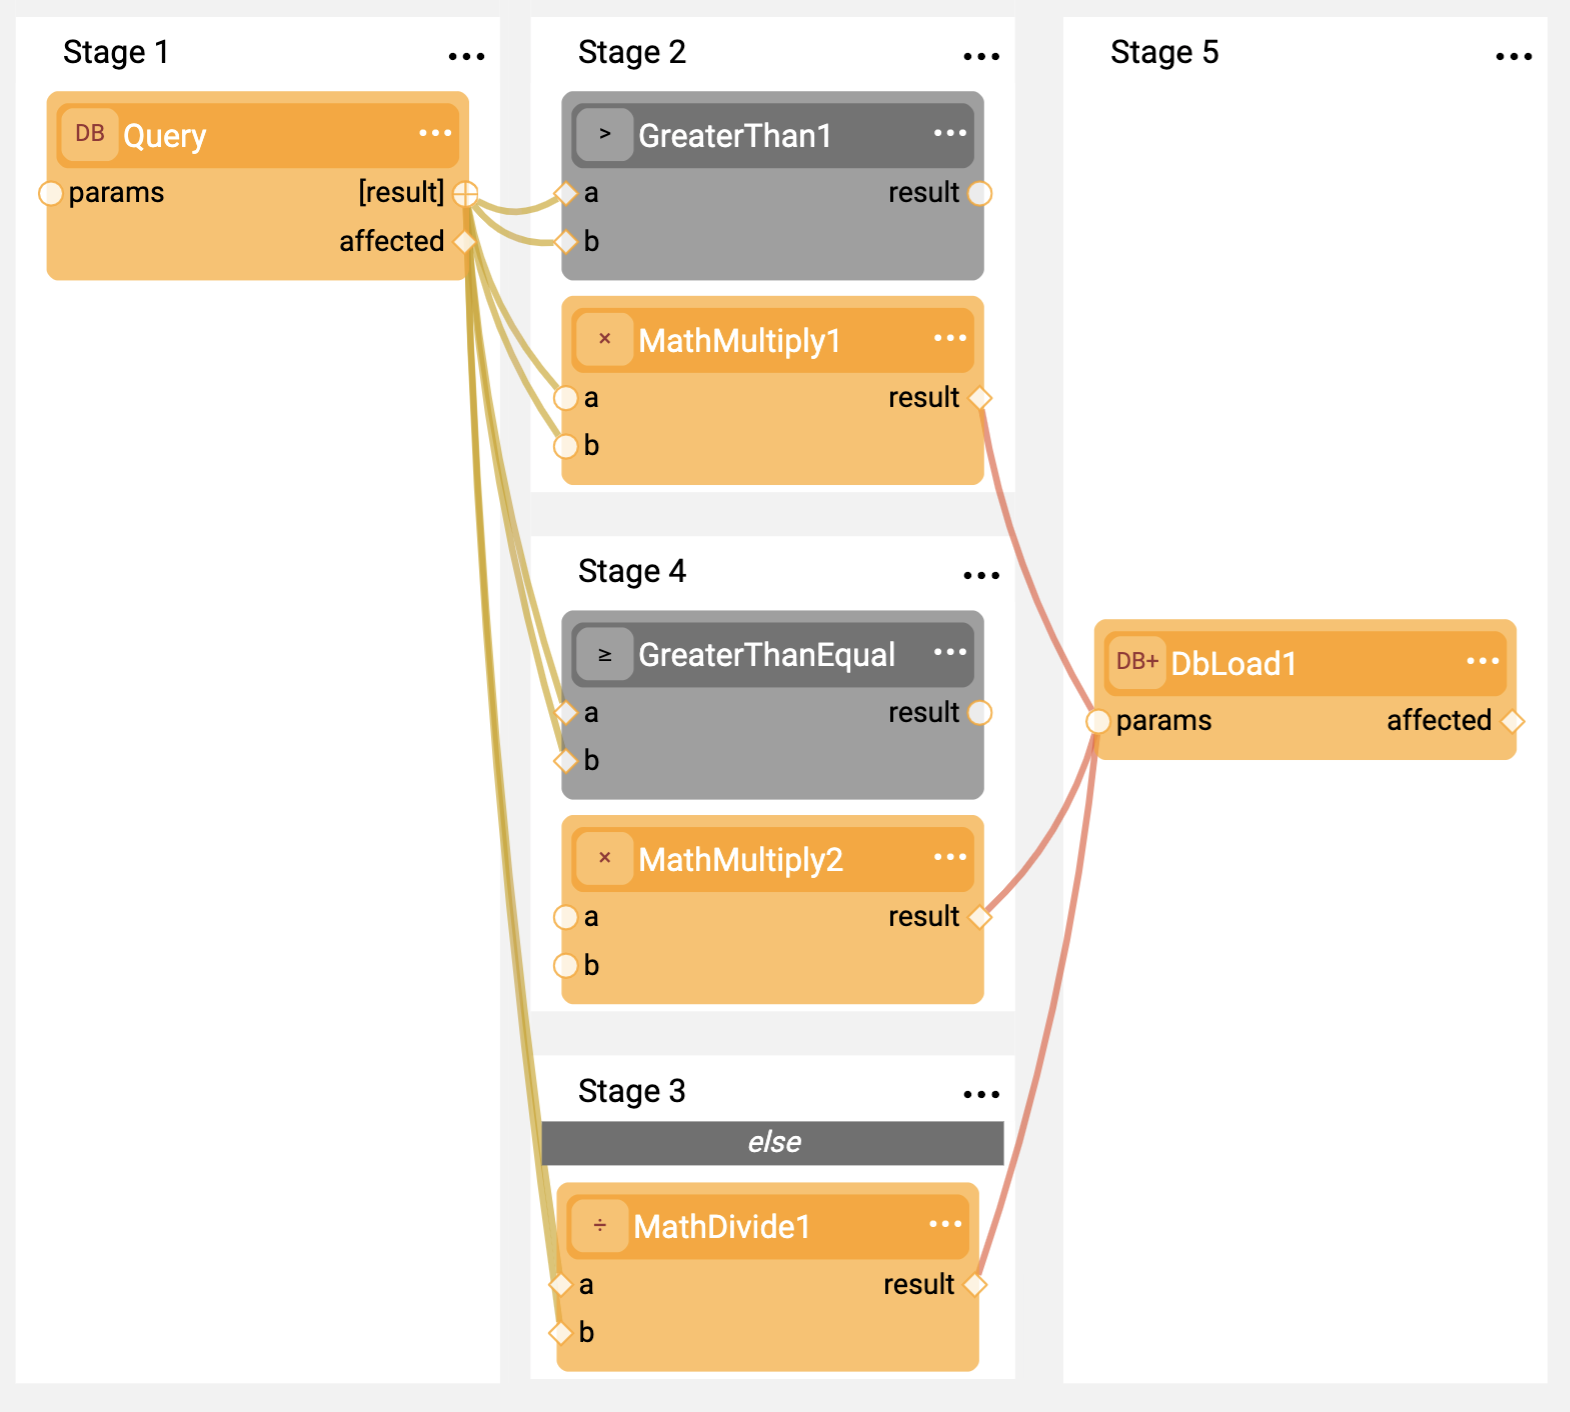 Stage 1
DB Query
params [result]
affected
Stage 2
> GreaterThan1
a result
b
× MathMultiply1
a result
b
Stage 4
≥ GreaterThanEqual
a result
b
× MathMultiply2
a result
b
Stage 3
else
÷ MathDivide1
a result
b
Stage 5
DB+ DbLoad1
params affected